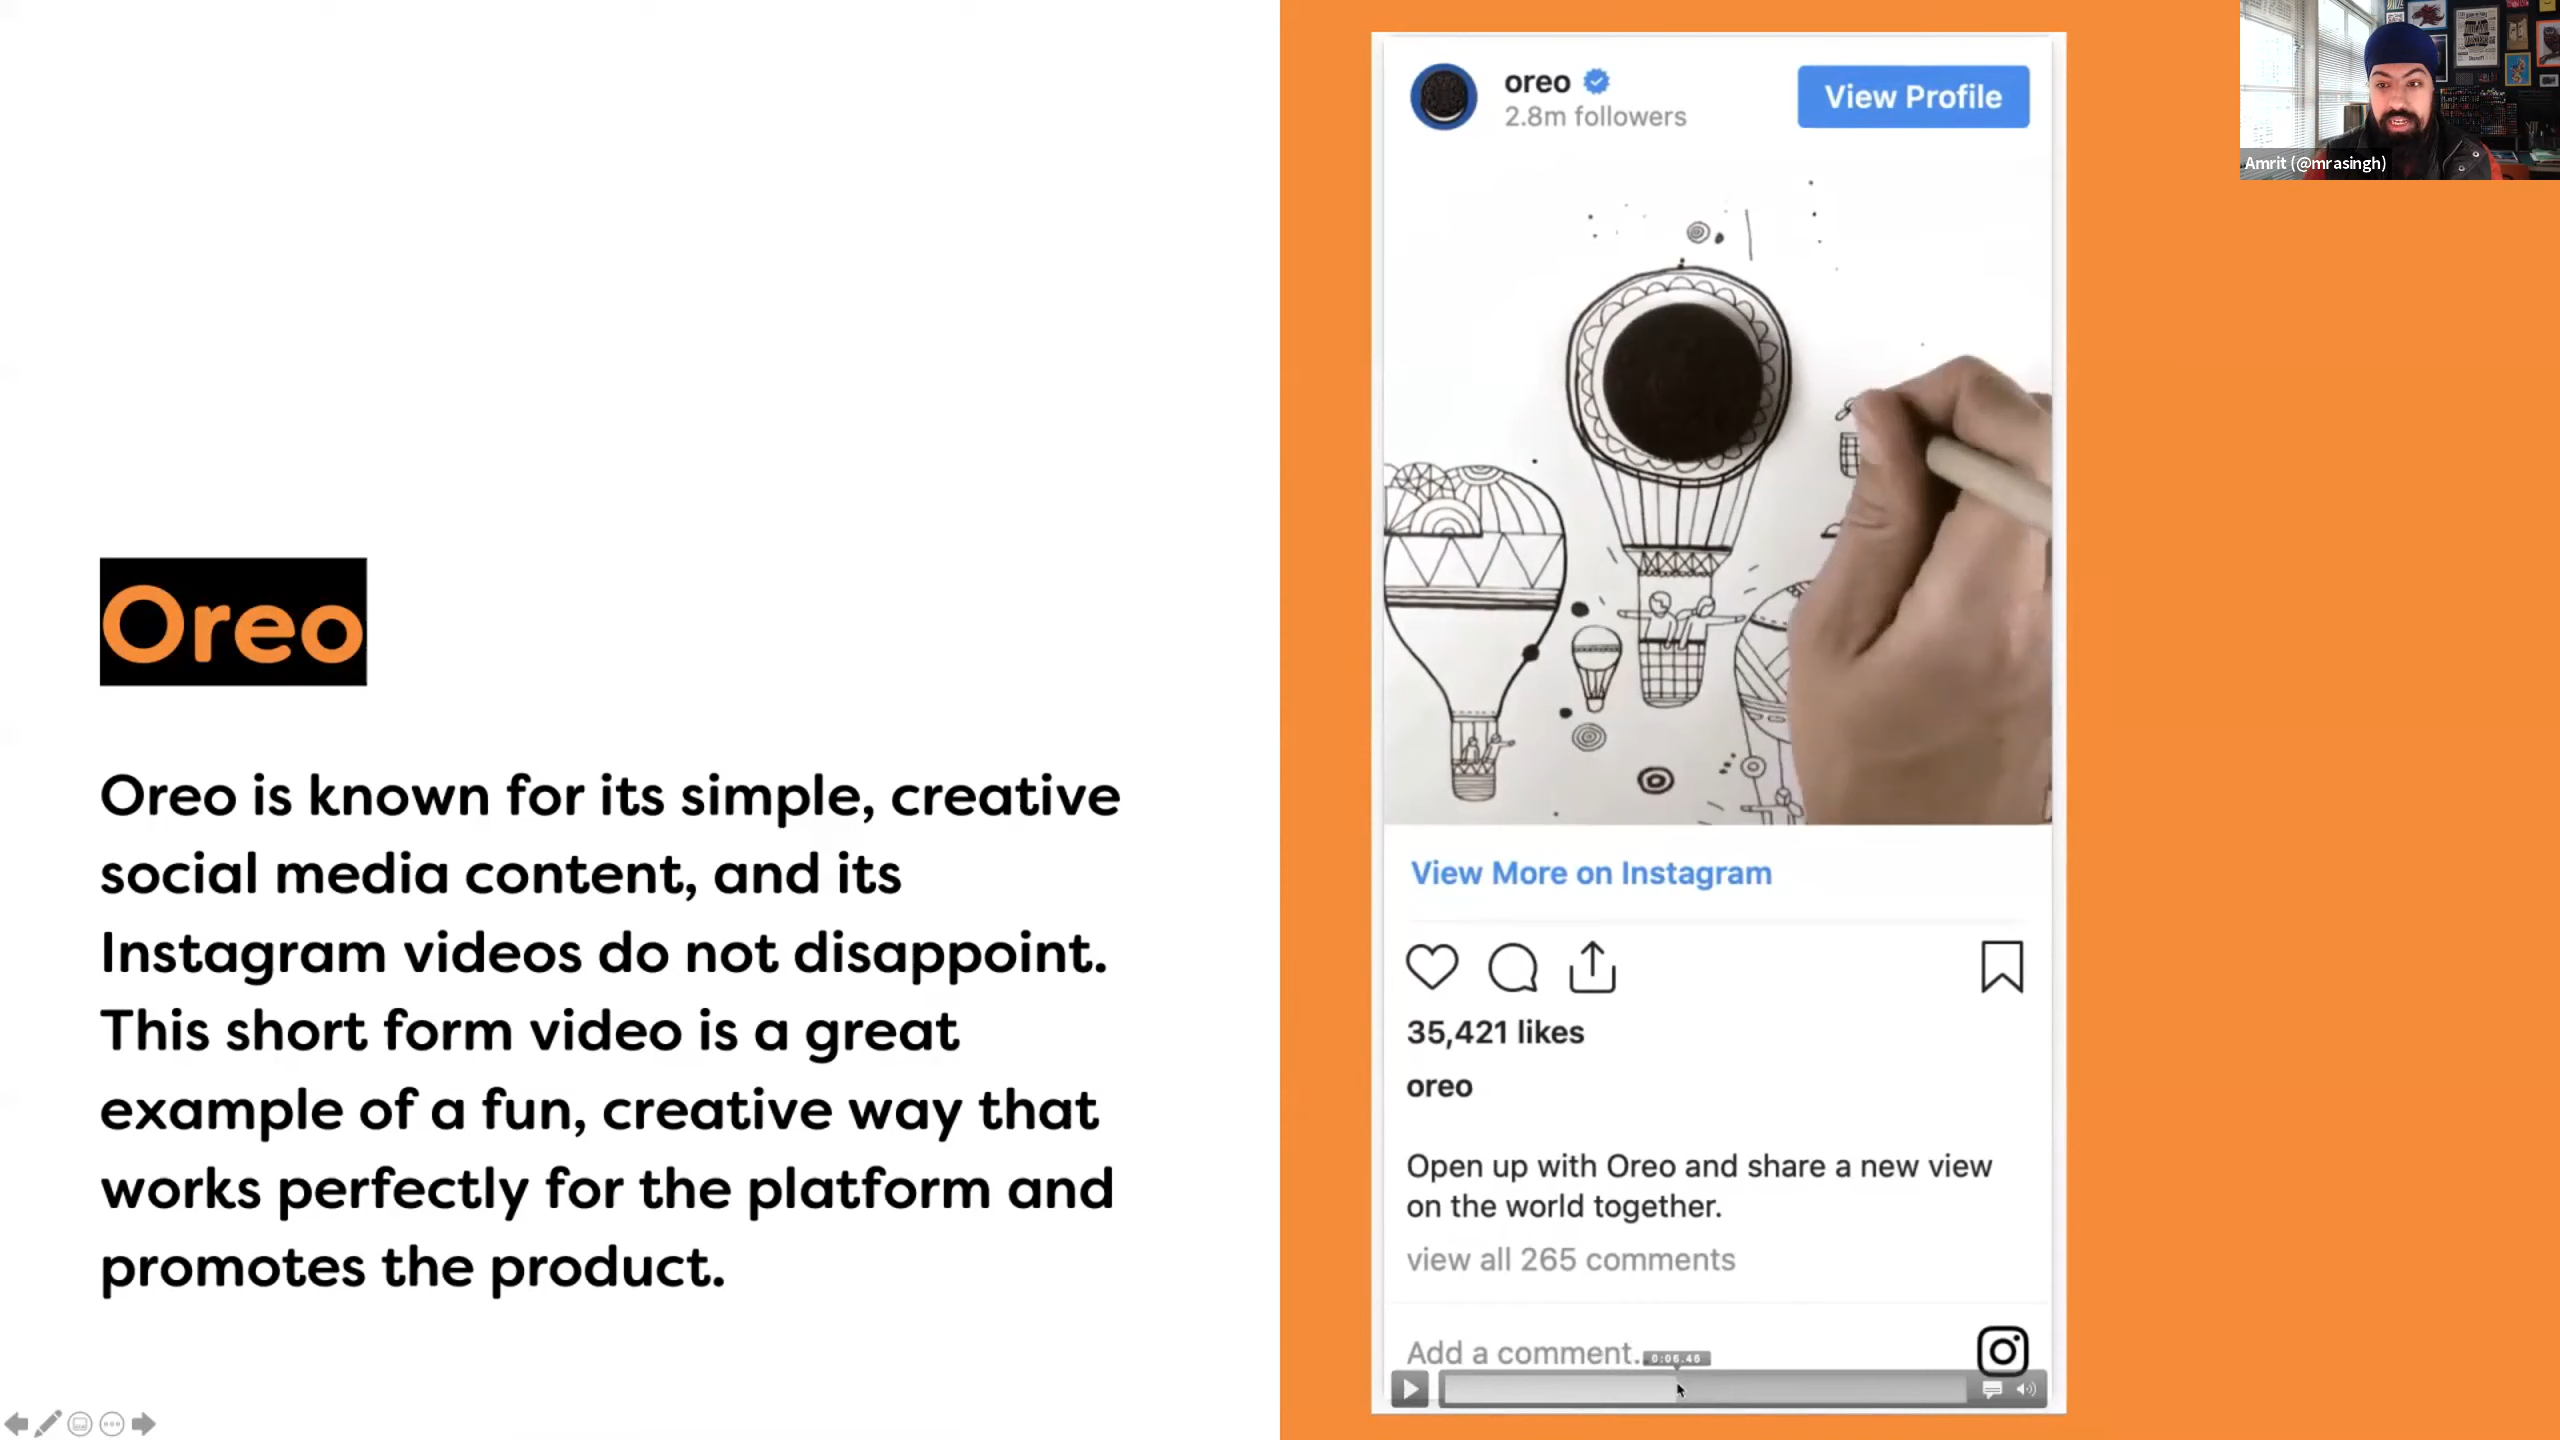 Oreo
Oreo is known for its simple, creative
social media content, and its
Instagram videos do not disappoint.
This short form video is a great
example of a fun, creative way that
works perfectly for the platform and
promotes the product.
oreo
2.8m followers
View Profile
View More on Instagram
35,421 likes
oreo
Open up with Oreo and share a new view
on the world together.
view all 265 comments
Add a comment...
0:06.46
Amrit (@mrasingh)